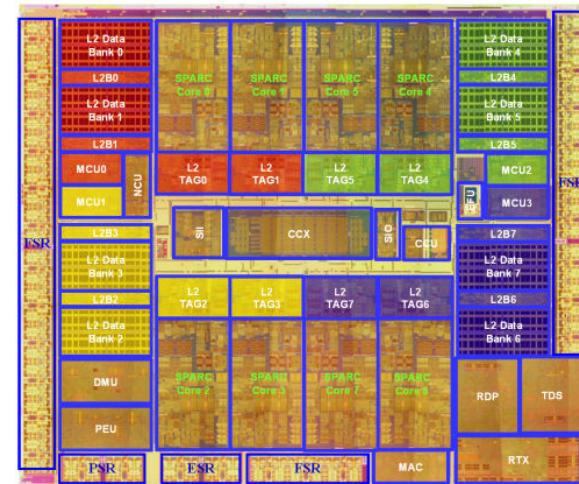 L2 Data
Bank 0
L2B0
L2 Data
Bank 1
L2B1
MCU0
MCU1
NCU
FSR
L2B3
L2 Data
Bank 3
L2B2
L2 Data
Bank 2
DMU
PEU
SPARC
Core 0
SPARC
Core 1
SPARC
Core 5
SPARC
Core 4
L2
TAG0
L2
TAG1
L2
TAG5
L2
TAG4
SII
CCX
SIO
CCU
L2
TAG2
L2
TAG3
L2
TAG7
L2
TAG6
SPARC
Core 2
SPARC
Core 3
SPARC
Core 7
SPARC
L2 Data
Bank 4
L2B4
L2 Data
Bank 5
L2B5
MCU2
EFU
MCU3
FSR
L2B7
L2 Data
Bank 7
L2B6
L2 Data
Bank 6
RDP
TDS
RTX
PSR
ESR
FSR
MAC